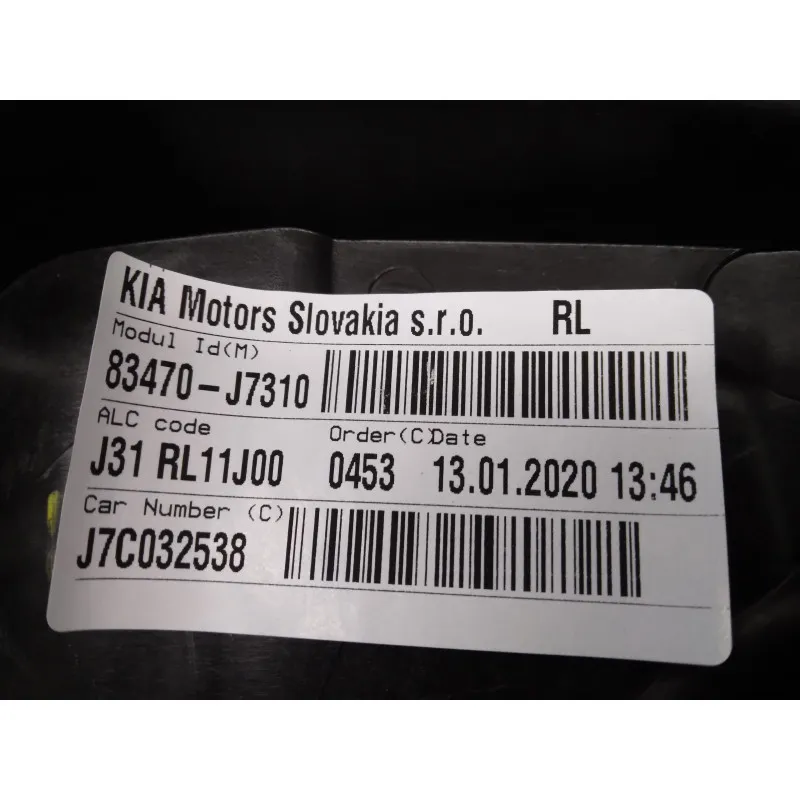 KIA Motors Slovakia s.r.o. RL
Modul Id(M)
83470-J7310
ALC code Order(C)Date
J31 RL11J00 0453 13.01.2020 13:46
Car Number (C)
J7C032538